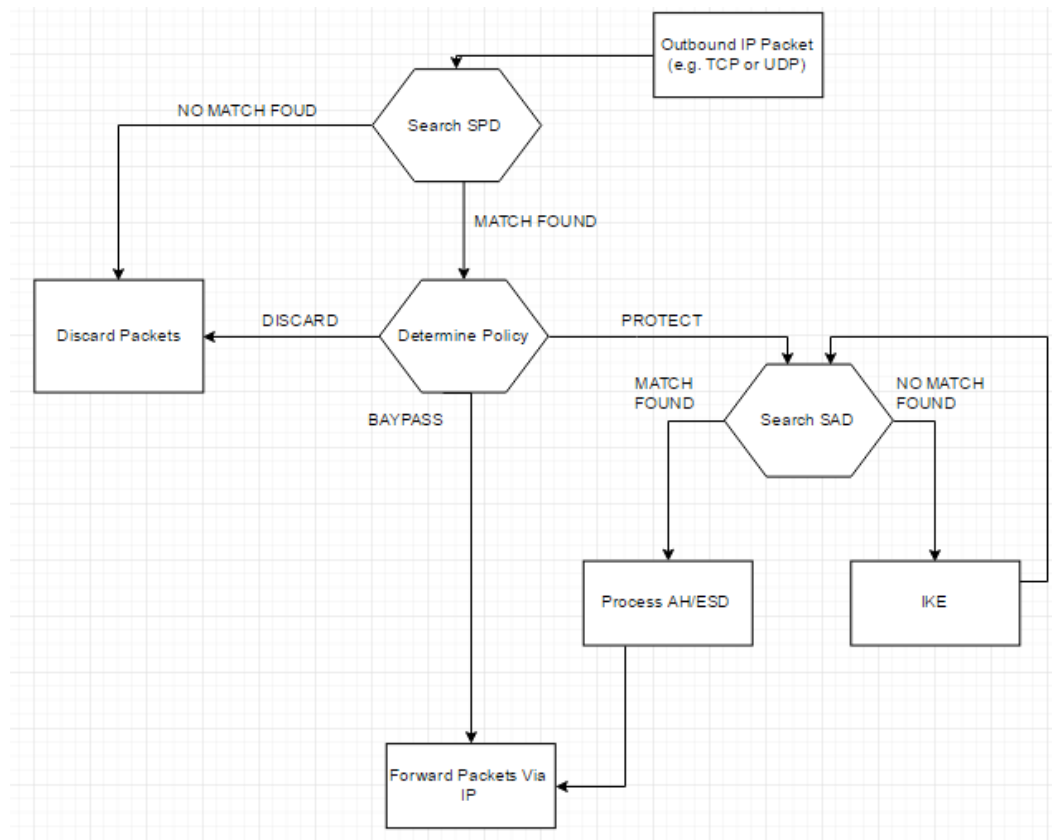 Outbound IP Packet
(e.g. TCP or UDP)
NO MATCH FOUD
Search SPD
MATCH FOUND
Discard Packets
DISCARD
Determine Policy
PROTECT
BAYPASS
MATCH
FOUND
Search SAD
NO MATCH
FOUND
Process AH/ESD
IKE
Forward Packets Via
IP